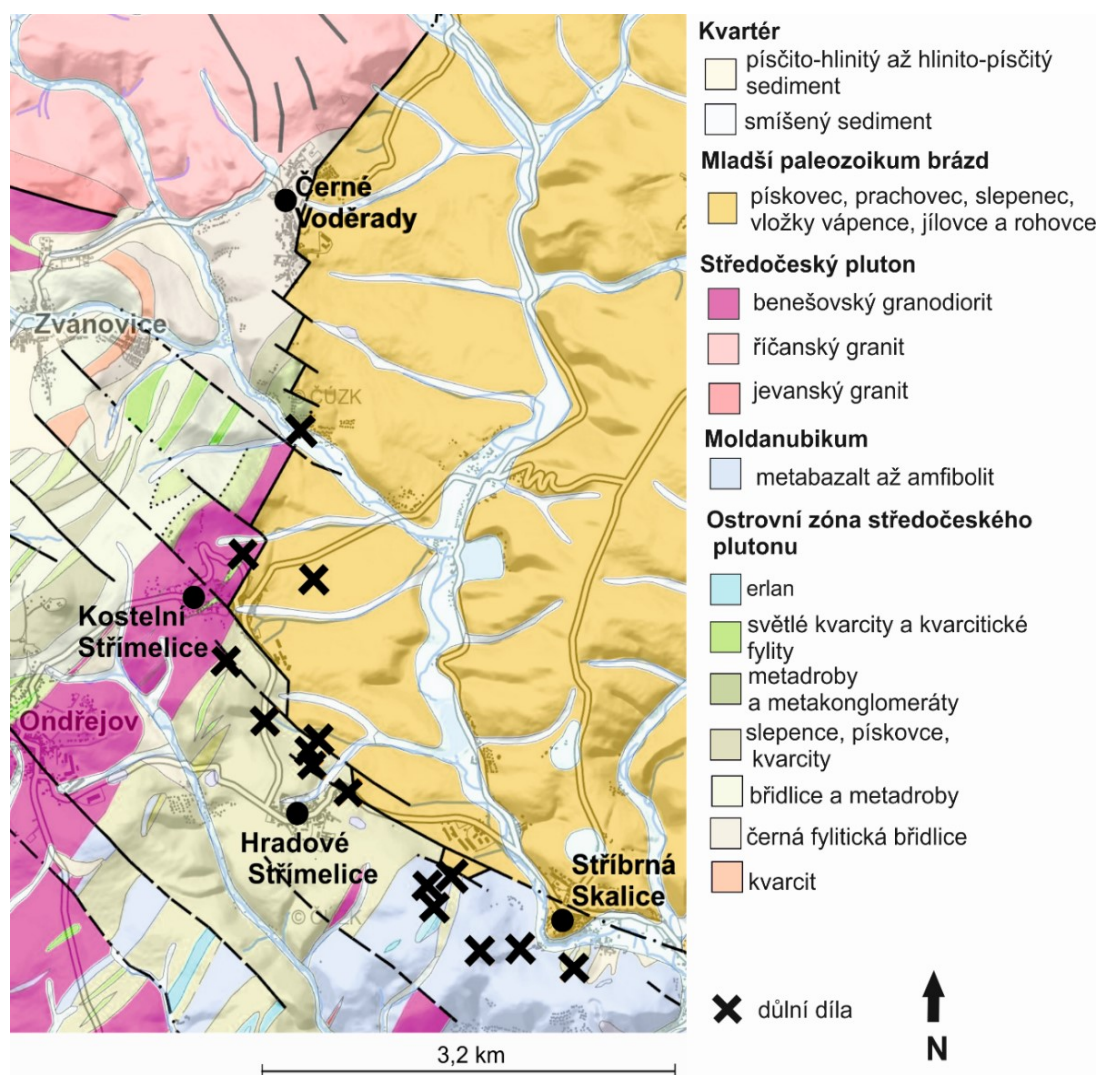 Černé
Voděrady
Zvánovice
© ČÚZK
Kostelní
Střímelice
Ondřejov
Hradové
Střímelice
Stříbrná
Skalice
© ČÚZK
3,2 km
Kvartér
písčito-hlinitý až hlinito-písčitý
sediment
smíšený sediment
Mladší paleozoikum brázd
pískovec, prachovec, slepenec,
vložky vápence, jílovce a rohovce
Středočeský pluton
benešovský granodiorit
říčanský granit
jevanský granit
Moldanubikum
metabazalt až amfibolit
Ostrovní zóna středočeského
plutonu
erlan
světlé kvarcity a kvarcitické
fylity
metadroby
a metakonglomeráty
slepence, pískovce,
kvarcity
břidlice a metadroby
černá fylitická břidlice
kvarcit
důlní díla
N